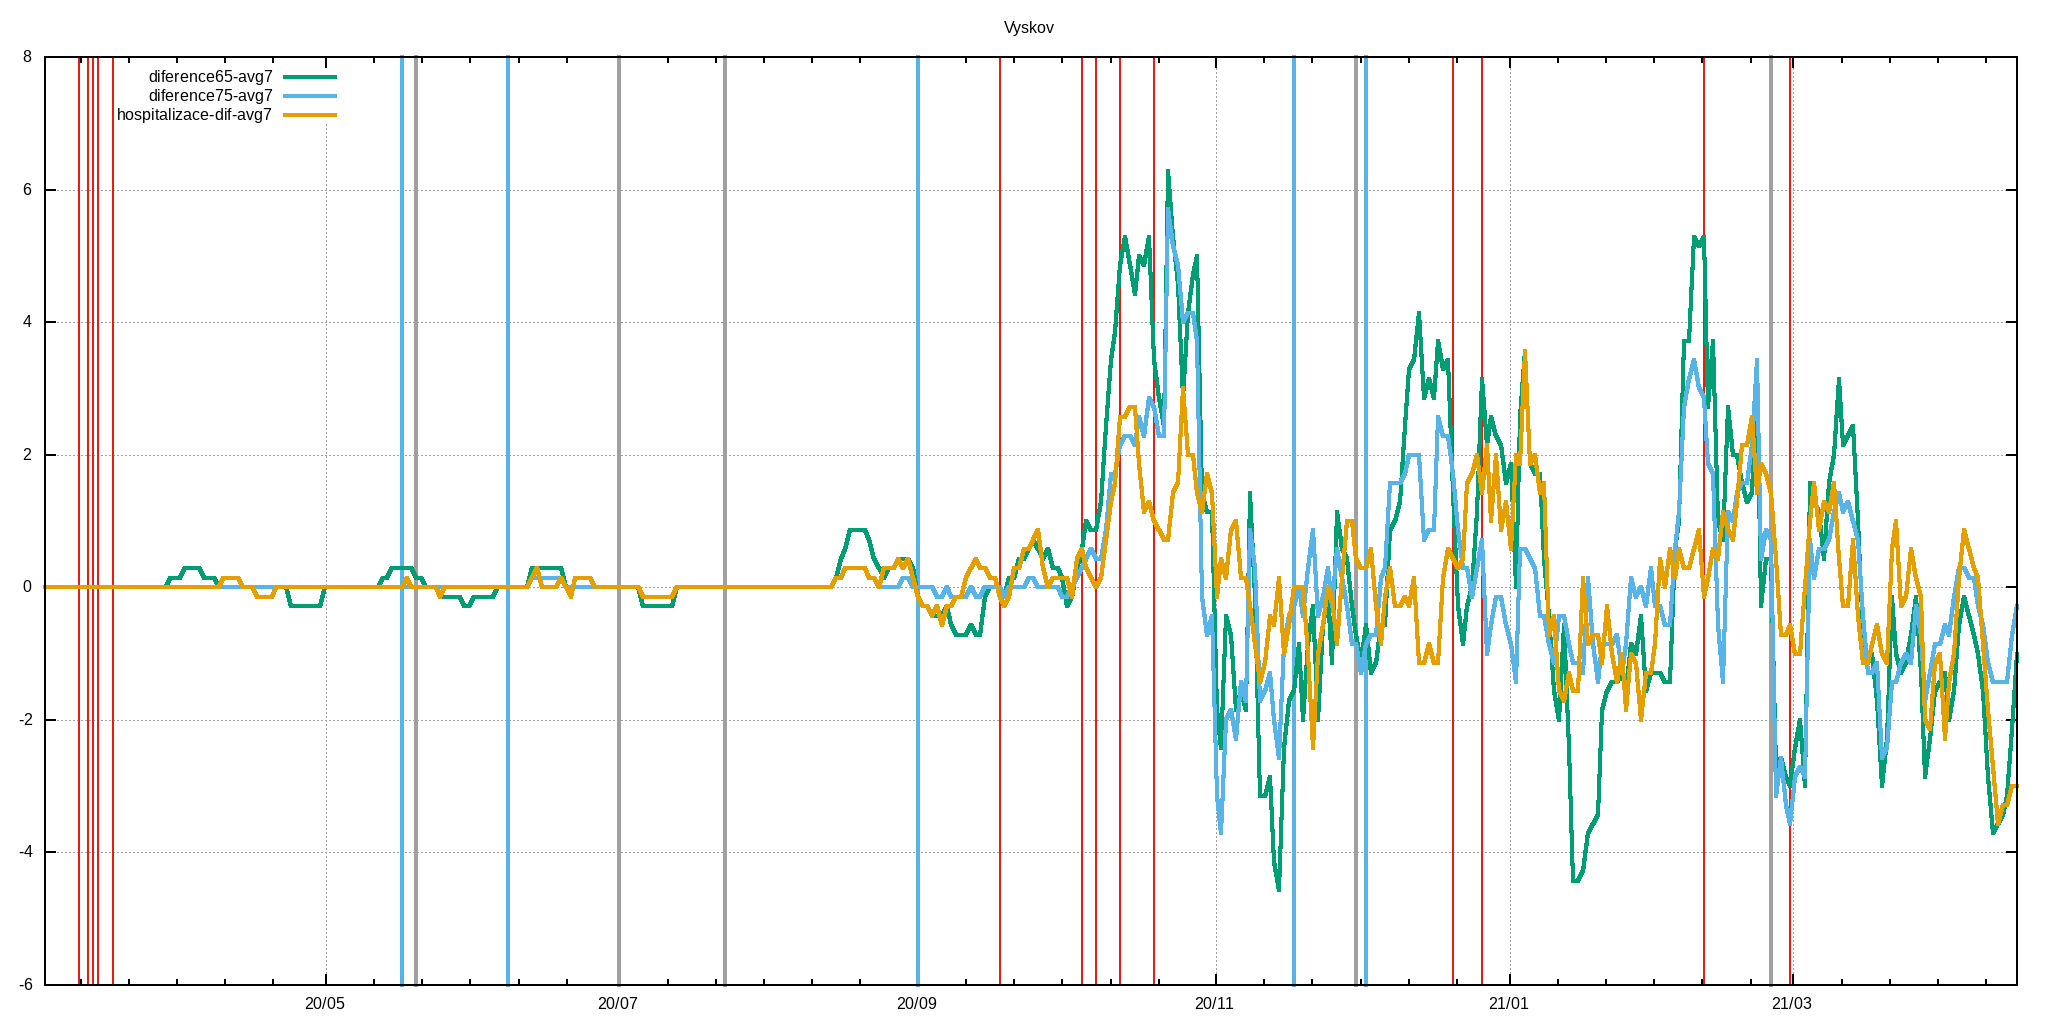 Vyskov
8
diference65-avg7
diference75-avg7
hospitalizace-dif-avg7
6
4
2
0
-2
-4
-6
20/05 20/07 20/09 20/11 21/01 21/03